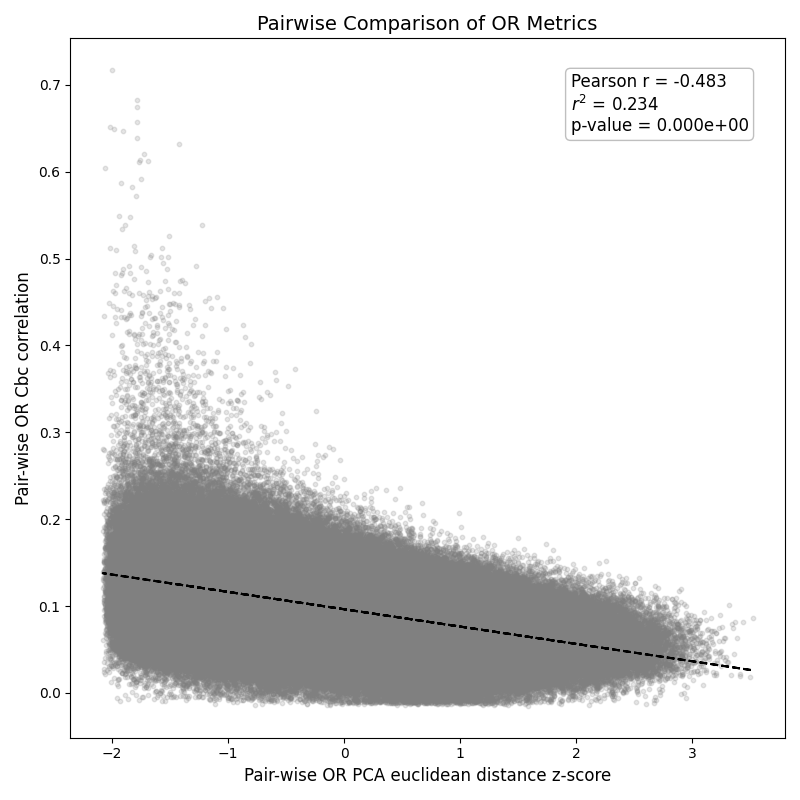 Pairwise Comparison of OR Metrics
Pearson r = -0.483
r² = 0.234
p-value = 0.000e+00
Pair-wise OR Cbc correlation
0.7
0.6
0.5
0.4
0.3
0.2
0.1
0.0
−2
−1
0
1
2
3
Pair-wise OR PCA euclidean distance z-score